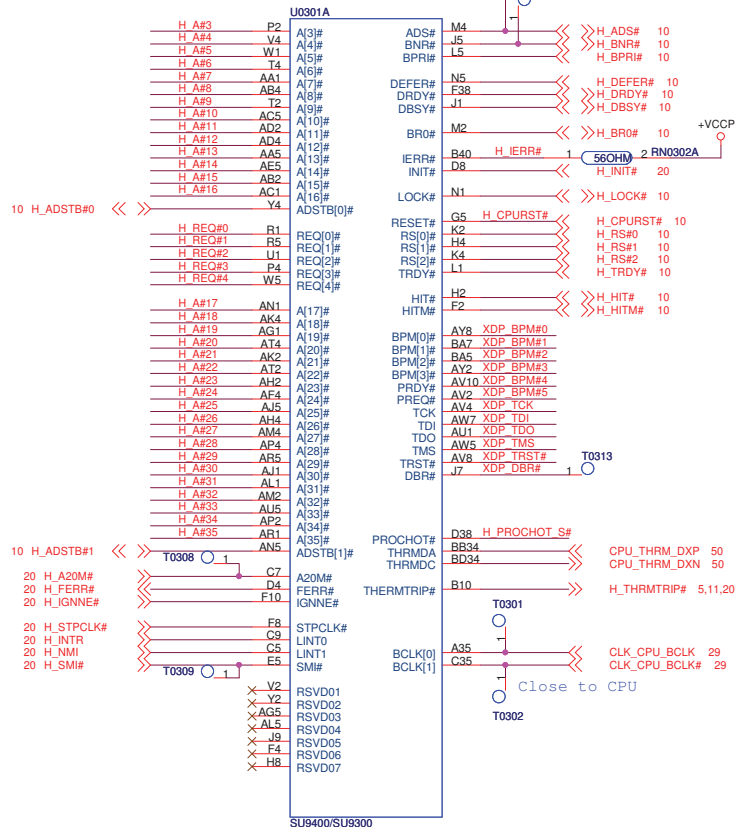 U0301A
H_A#3 P2 A[3]# ADS# M4 H_ADS# 10
H_A#4 V4 A[4]# BNR# J5 H_BNR# 10
H_A#5 W1 A[5]# BPRI# L5 H_BPRI# 10
H_A#6 T4 A[6]#
H_A#7 AA1 A[7]# DEFER# N5 H_DEFER# 10
H_A#8 AB4 A[8]# DRDY# F38 H_DRDY# 10
H_A#9 T2 A[9]# DBSY# J1 H_DBSY# 10
H_A#10 AC5 A[10]#
H_A#11 AD2 A[11]# BR0# M2 H_BR0# 10
H_A#12 AD4 A[12]# +VCCP
H_A#13 AA5 A[13]# IERR# B40 H_IERR# 1 56OHM 2 RN0302A
H_A#14 AE5 A[14]# INIT# D8 H_INIT# 20
H_A#15 AB2 A[15]#
H_A#16 AC1 A[16]# LOCK# N1 H_LOCK# 10
10 H_ADSTB#0 Y4 ADSTB[0]#
RESET# G5 H_CPURST# H_CPURST# 10
H_REQ#0 R1 REQ[0]# RS[0]# K2 H_RS#0 10
H_REQ#1 R5 REQ[1]# RS[1]# H4 H_RS#1 10
H_REQ#2 U1 REQ[2]# RS[2]# K4 H_RS#2 10
H_REQ#3 P4 REQ[3]# TRDY# L1 H_TRDY# 10
H_REQ#4 W5 REQ[4]#
HIT# H2 H_HIT# 10
H_A#17 AN1 A[17]# HITM# F2 H_HITM# 10
H_A#18 AK4 A[18]#
H_A#19 AG1 A[19]# BPM[0]# AY8 XDP_BPM#0
H_A#20 AT4 A[20]# BPM[1]# BA7 XDP_BPM#1
H_A#21 AK2 A[21]# BPM[2]# BA5 XDP_BPM#2
H_A#22 AT2 A[22]# BPM[3]# AY2 XDP_BPM#3
H_A#23 AH2 A[23]# PRDY# AV10 XDP_BPM#4
H_A#24 AF4 A[24]# PREQ# AV2 XDP_BPM#5
H_A#25 AJ5 A[25]# TCK AV4 XDP_TCK
H_A#26 AH4 A[26]# TDI AW7 XDP_TDI
H_A#27 AM4 A[27]# TDO AU1 XDP_TDO
H_A#28 AP4 A[28]# TMS AW5 XDP_TMS
H_A#29 AR5 A[29]# TRST# AV8 XDP_TRST#
H_A#30 AJ1 A[30]# DBR# J7 XDP_DBR# 1 T0313
H_A#31 AL1 A[31]#
H_A#32 AM2 A[32]#
H_A#33 AU5 A[33]#
H_A#34 AP2 A[34]#
H_A#35 AR1 A[35]# PROCHOT# D38 H_PROCHOT_S#
10 H_ADSTB#1 AN5 ADSTB[1]# THRMDA BB34 CPU_THRM_DXP 50
T0308 1 THRMDC BD34 CPU_THRM_DXN 50
20 H_A20M# C7 A20M#
20 H_FERR# D4 FERR# THERMTRIP# B10 H_THRMTRIP# 5,11,20
20 H_IGNNE# F10 IGNNE#
T0301
20 H_STPCLK# F8 STPCLK# 1
20 H_INTR C9 LINT0
20 H_NMI C5 LINT1 BCLK[0] A35 CLK_CPU_BCLK 29
20 H_SMI# E5 SMI# BCLK[1] C35 CLK_CPU_BCLK# 29
T0309 1
1 Close to CPU
V2 RSVD01
Y2 RSVD02 T0302
AG5 RSVD03
AL5 RSVD04
J9 RSVD05
F4 RSVD06
H8 RSVD07
SU9400/SU9300